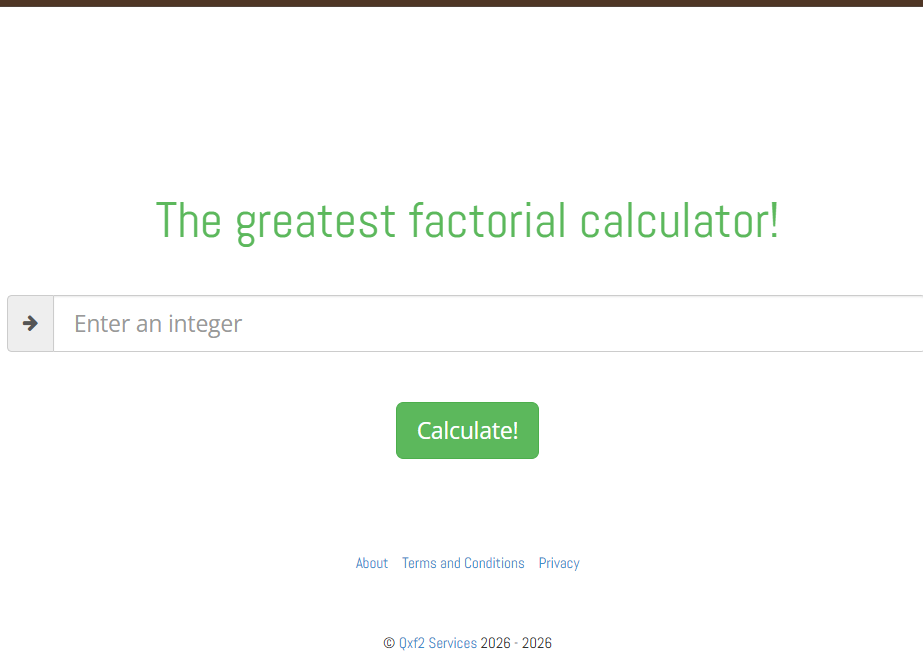 The greatest factorial calculator!
Enter an integer
Calculate!
About Terms and Conditions Privacy
© Qxf2 Services 2026 - 2026